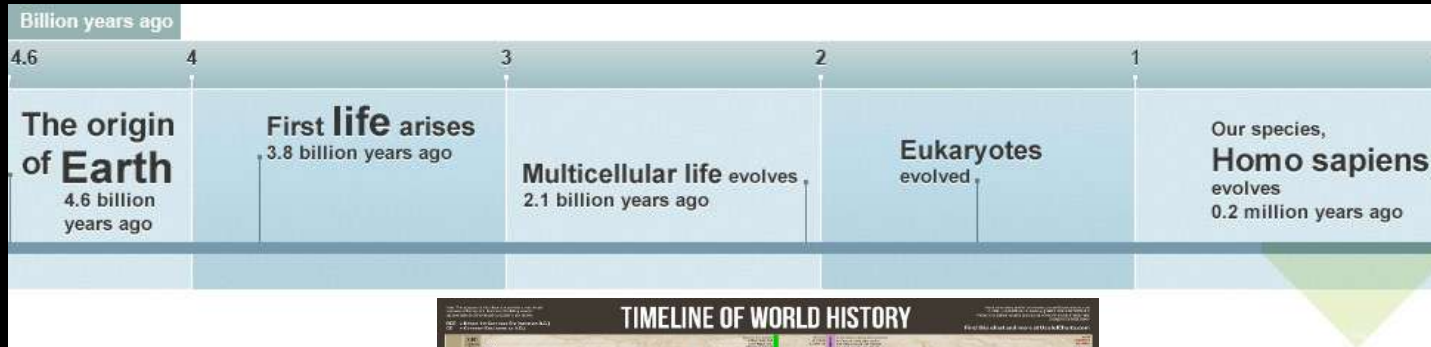 Billion years ago
4.6 4 3 2 1
The origin
of Earth
4.6 billion
years ago
First life arises
3.8 billion years ago
Multicellular life evolves
2.1 billion years ago
Eukaryotes
evolved
Our species,
Homo sapiens
evolves
0.2 million years ago
TIMELINE OF WORLD HISTORY